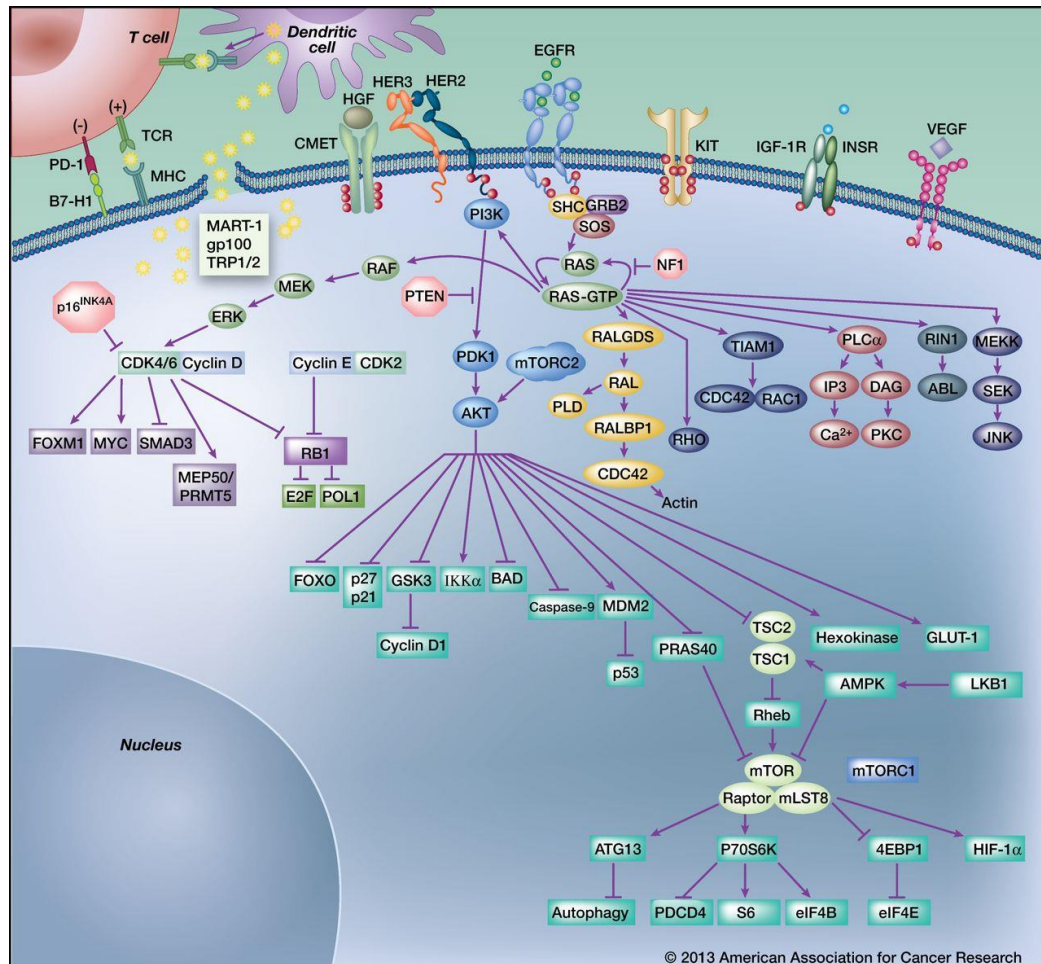 T cell
Dendritic cell
EGFR
HER3
HER2
HGF
(+)
(-)
TCR
CMET
KIT
IGF-1R
INSR
VEGF
PD-1
MHC
B7-H1
MART-1
gp100
TRP1/2
PI3K
SHC
GRB2
SOS
RAF
RAS
NF1
MEK
PTEN
RAS-GTP
p16INK4A
ERK
RALGDS
TIAM1
PLCα
RIN1
MEKK
CDK4/6
Cyclin D
Cyclin E
CDK2
PDK1
mTORC2
RAL
IP3
DAG
ABL
SEK
PLD
CDC42
RAC1
AKT
RALBP1
RHO
Ca2+
PKC
JNK
FOXM1
MYC
SMAD3
RB1
MEP50/
PRMT5
CDC42
E2F
POL1
Actin
FOXO
p27
p21
GSK3
IKKα
BAD
Caspase-9
MDM2
TSC2
Hexokinase
GLUT-1
Cyclin D1
PRAS40
TSC1
p53
AMPK
LKB1
Rheb
Nucleus
mTOR
mTORC1
Raptor
mLST8
ATG13
P70S6K
4EBP1
HIF-1α
Autophagy
PDCD4
S6
eIF4B
eIF4E
© 2013 American Association for Cancer Research